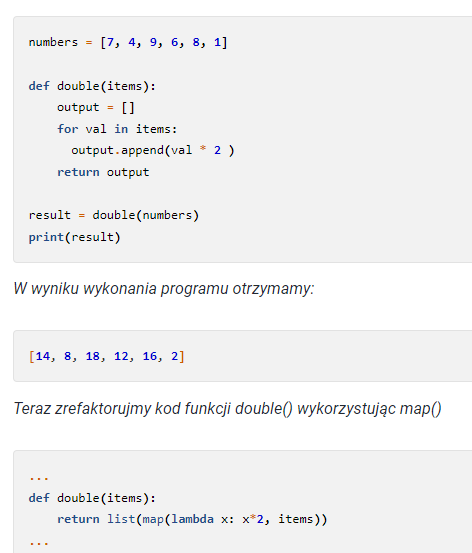 numbers = [7, 4, 9, 6, 8, 1]
def double(items):
    output = []
    for val in items:
      output.append(val * 2 )
    return output
result = double(numbers)
print(result)
W wyniku wykonania programu otrzymamy:
[14, 8, 18, 12, 16, 2]
Teraz zrefaktorujmy kod funkcji double() wykorzystując map()
...
def double(items):
    return list(map(lambda x: x*2, items))
...